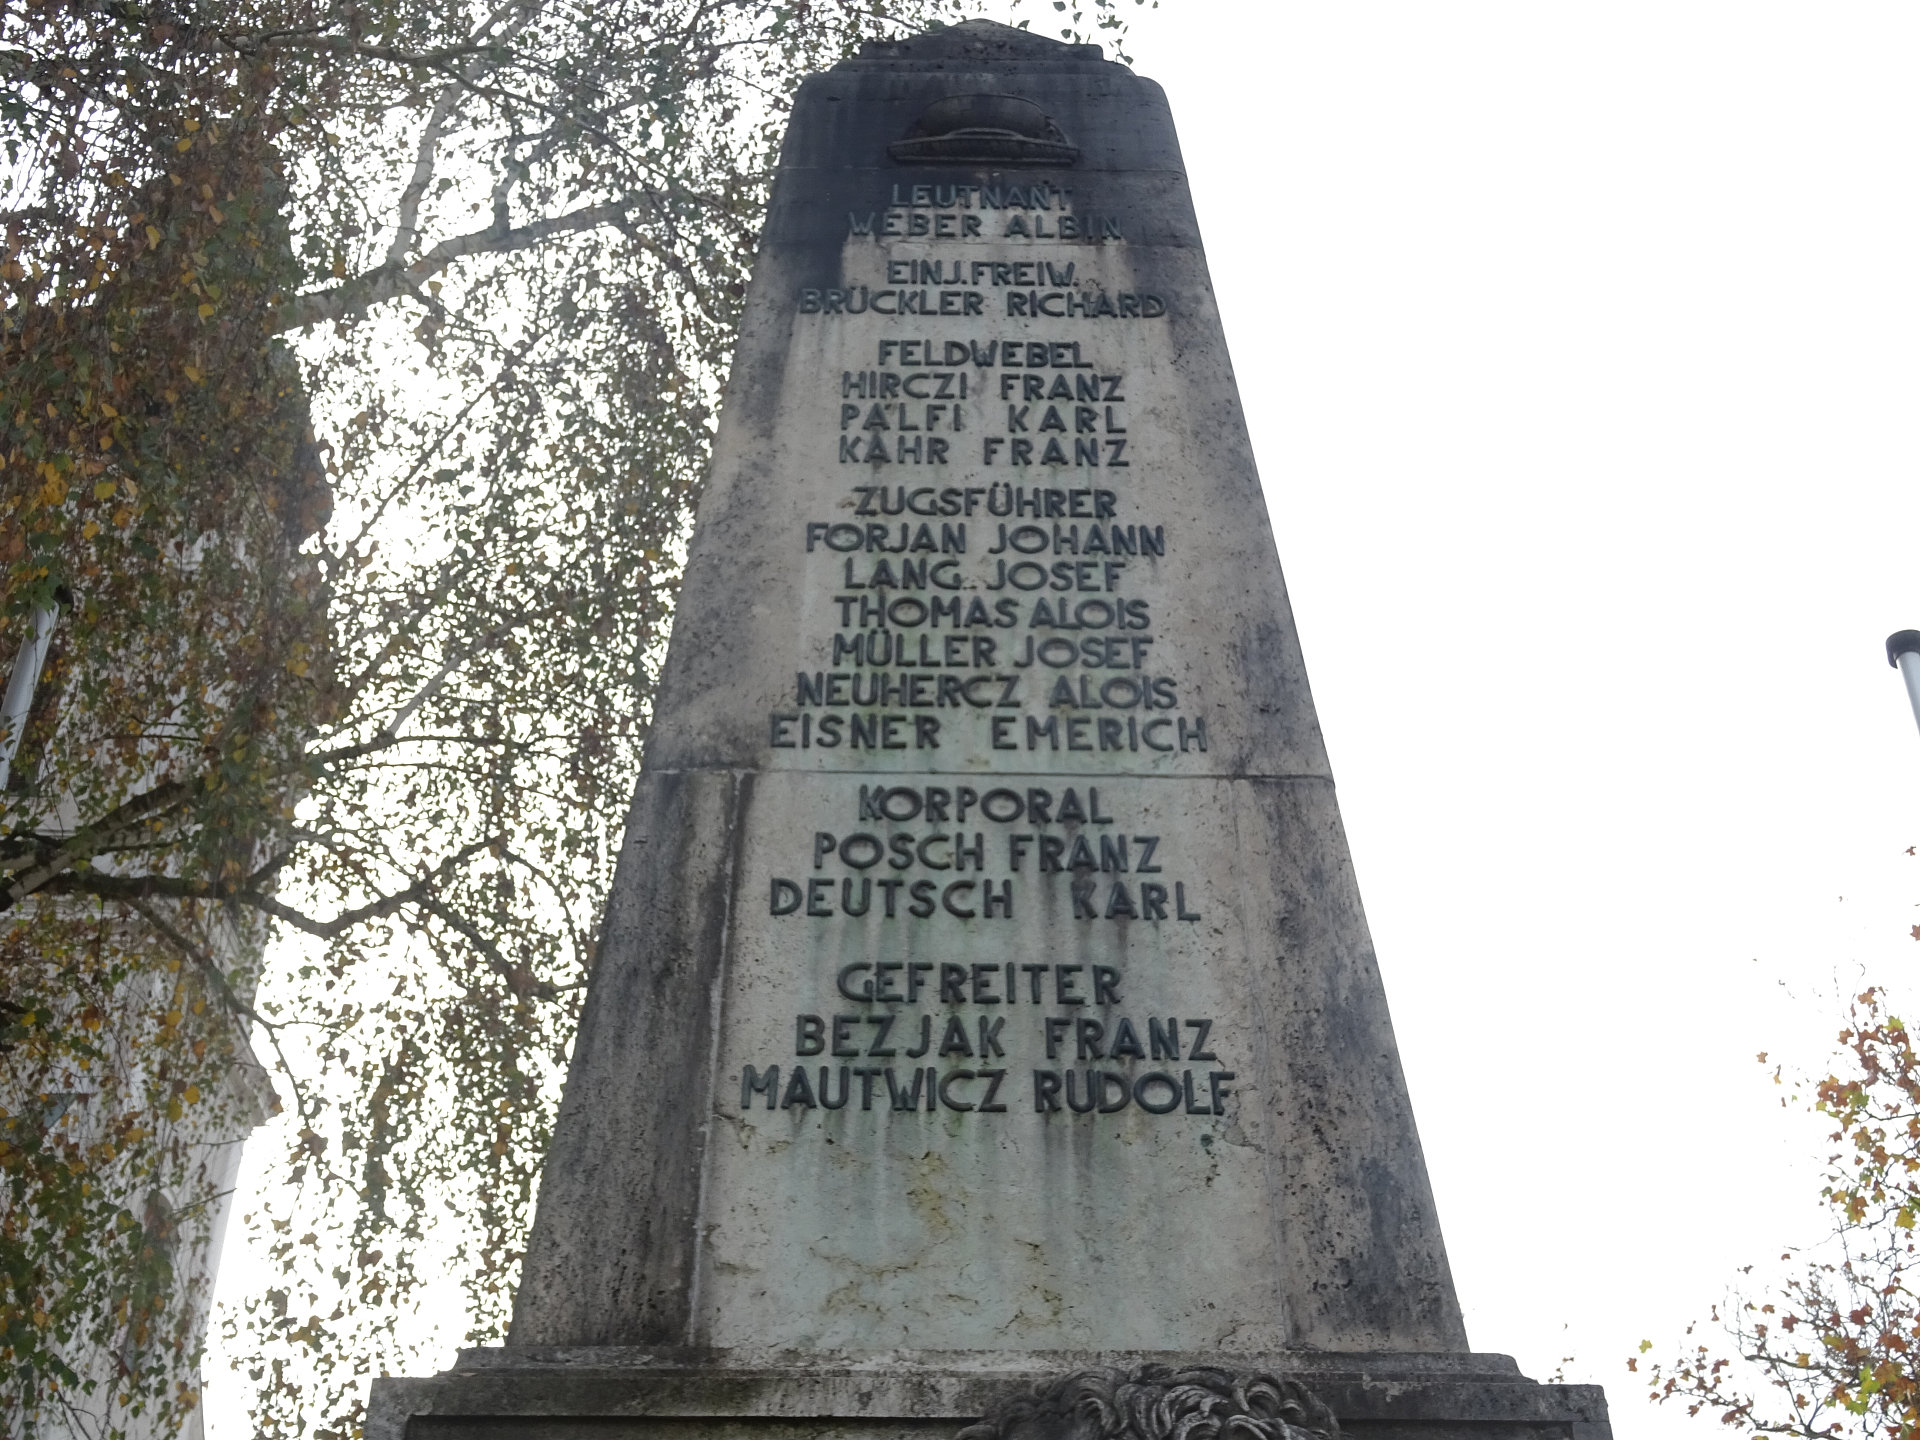 LEUTNANT
WEBER ALBIN
EINJ.FREIW.
BRÜCKLER RICHARD
FELDWEBEL
HIRCZI FRANZ
PÁLFI KARL
KAHR FRANZ
ZUGSFÜHRER
FORJAN JOHANN
LANG JOSEF
THOMAS ALOIS
MÜLLER JOSEF
NEUHERCZ ALOIS
EISNER EMERICH
KORPORAL
POSCH FRANZ
DEUTSCH KARL
GEFREITER
BEZJAK FRANZ
MAUTWICZ RUDOLF